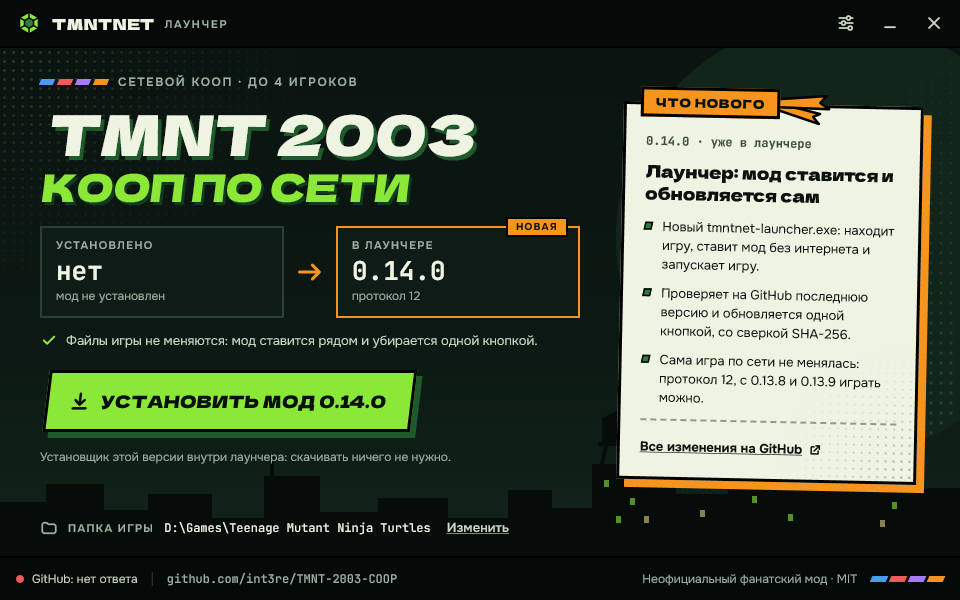 TMNTNET ЛАУНЧЕР
СЕТЕВОЙ КООП · ДО 4 ИГРОКОВ
TMNT 2003
КООП ПО СЕТИ
УСТАНОВЛЕНО
нет
мод не установлен
НОВАЯ
В ЛАУНЧЕРЕ
0.14.0
протокол 12
Файлы игры не меняются: мод ставится рядом и убирается одной кнопкой.
УСТАНОВИТЬ МОД 0.14.0
Установщик этой версии внутри лаунчера: скачивать ничего не нужно.
ПАПКА ИГРЫ D:\Games\Teenage Mutant Ninja Turtles Изменить
ЧТО НОВОГО
0.14.0 · уже в лаунчере
Лаунчер: мод ставится и
обновляется сам
Новый tmntnet-launcher.exe: находит
игру, ставит мод без интернета и
запускает игру.
Проверяет на GitHub последнюю
версию и обновляется одной
кнопкой, со сверкой SHA-256.
Сама игра по сети не менялась:
протокол 12, с 0.13.8 и 0.13.9 играть
можно.
Все изменения на GitHub
GitHub: нет ответа
github.com/int3re/TMNT-2003-COOP
Неофициальный фанатский мод · MIT